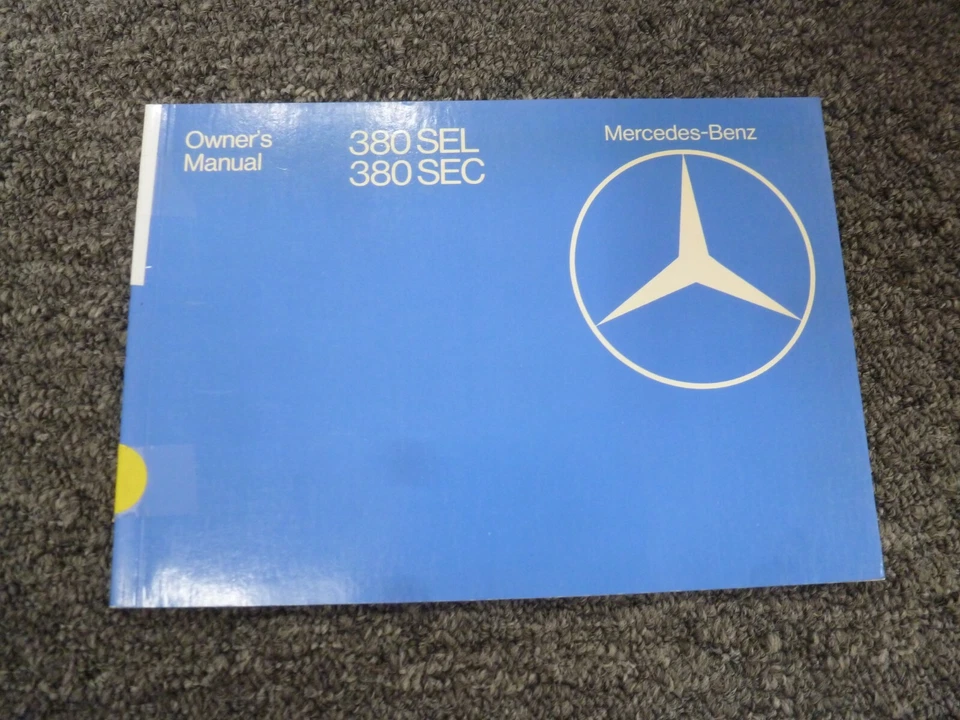 Owner's
Manual
380 SEL
380 SEC
Mercedes-Benz